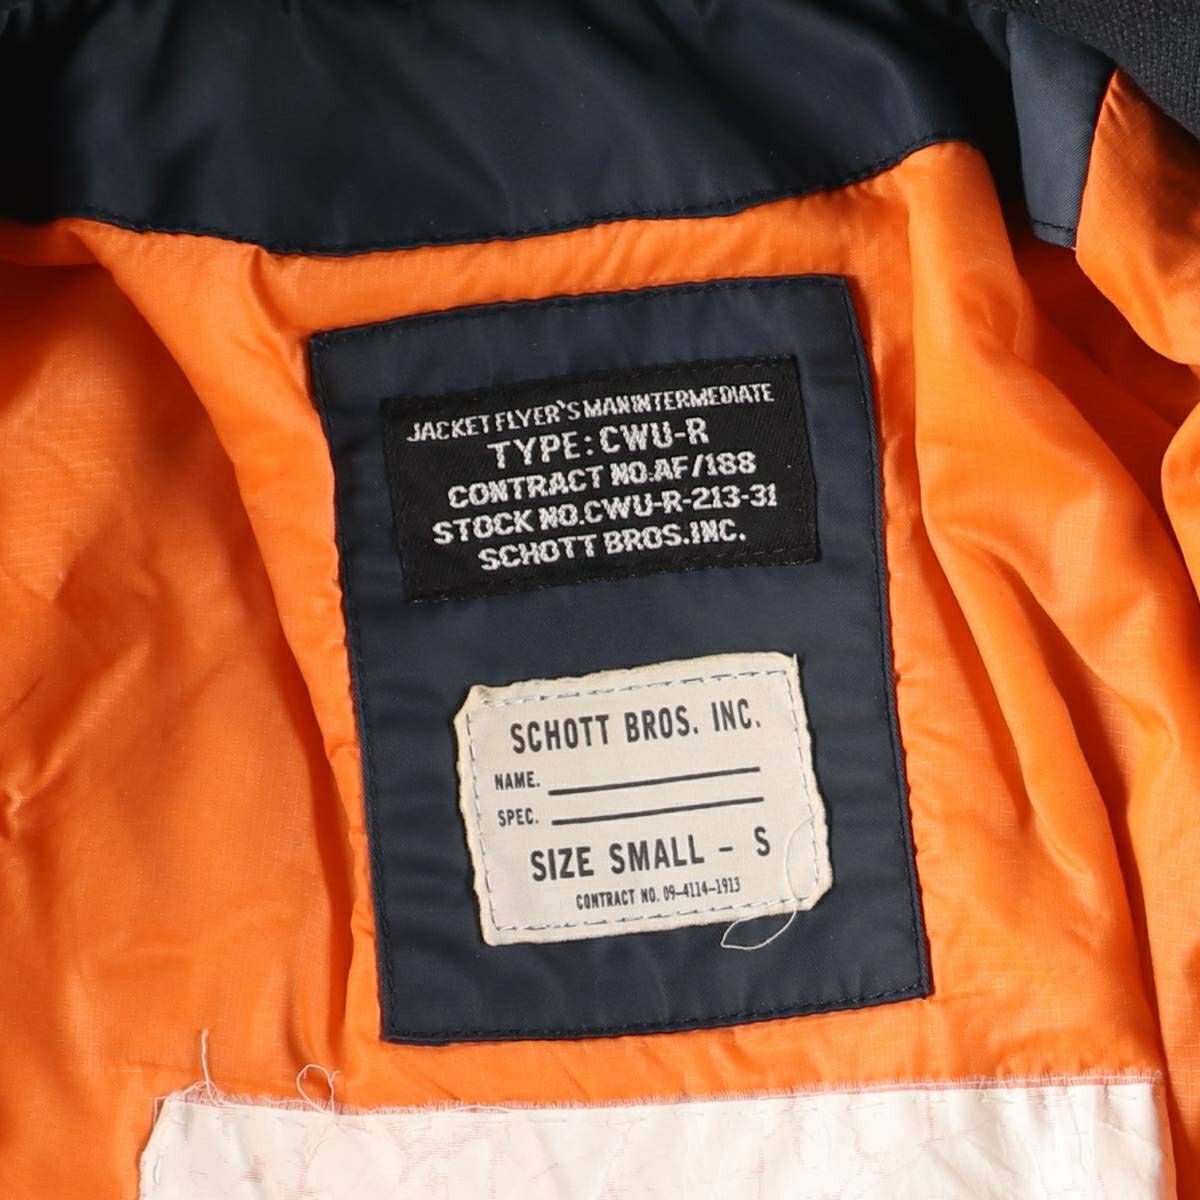 JACKET FLYER'S MAN INTERMEDIATE
TYPE: CWU-R
CONTRACT NO.AF/188
STOCK NO.CWU-R-213-31
SCHOTT BROS.INC.
SCHOTT BROS. INC.
NAME.
SPEC.
SIZE SMALL - S
CONTRACT NO. 09-4114-1913